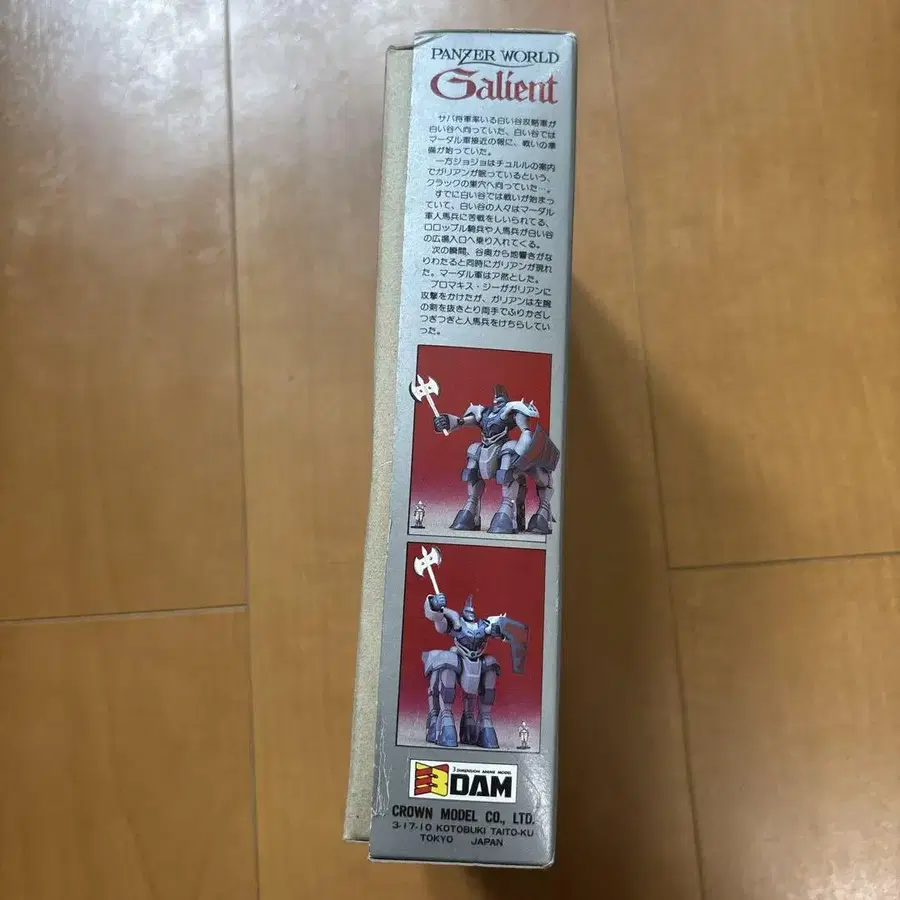 PANZER WORLD
Galient
サバ将軍率いる白い谷攻略軍が
白い谷へ向っていた、白い谷では
マーダル軍接近の報に、戦いの準
備が始っていた。
一方ジョジョはチュルルの案内
でガリアンが眠っているという、
クラックの巣穴へ向っていた…。
すでに白い谷では戦いが始まっ
ていて、白い谷の人々はマーダル
軍人馬兵に苦戦をしいられてる、
ロロップル騎兵や人馬兵が白い谷
の広場入口へ乗り入れてくる。
次の瞬間、谷奥から地響きがな
りわたると同時にガリアンが現れ
た。マーダル軍はア然とした。
プロマキス・ジーがガリアンに
攻撃をかけたが、ガリアンは左腕
の剣を抜きとり両手でふりかざし
つぎつぎと人馬兵をけちらしてい
った。
3 DIMENSION ANIME MODEL
3DAM
CROWN MODEL CO., LTD.
3-17-10 KOTOBUKI TAITO-KU
TOKYO JAPAN